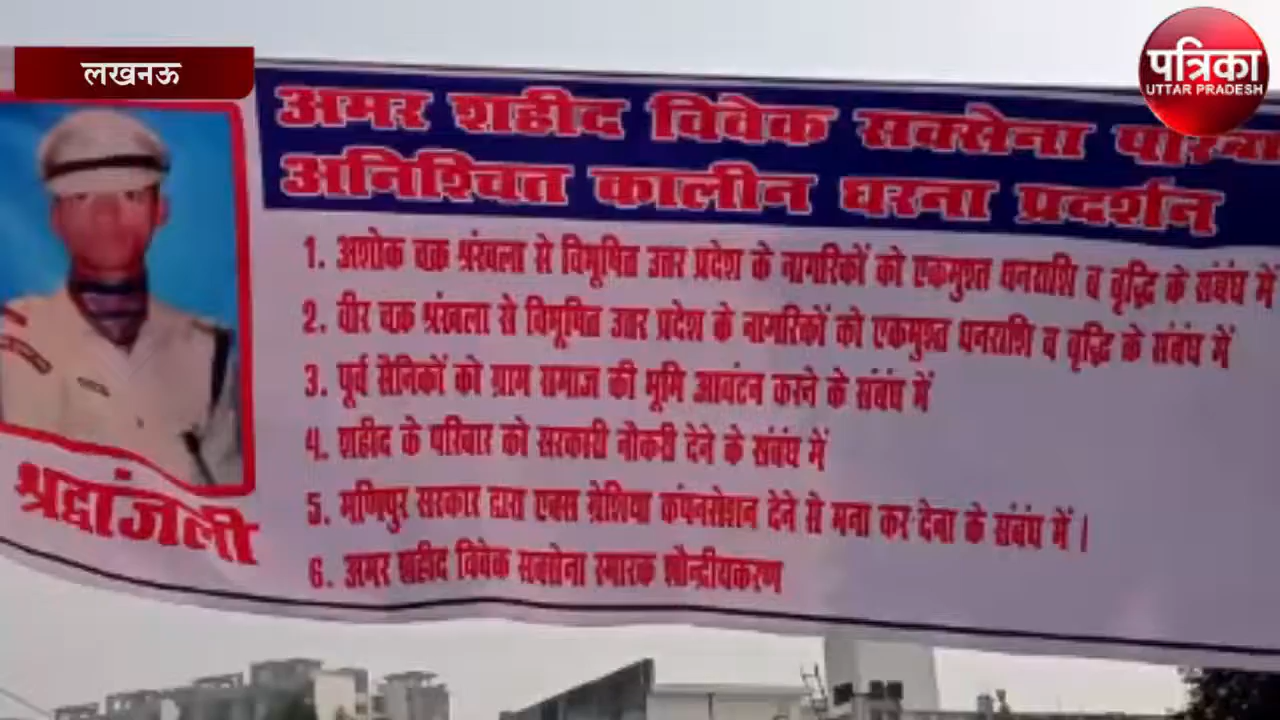 लखनऊ
पत्रिका
UTTAR PRADESH
अमर शहीद विवेक सक्सेना
अनिश्चित कालीन धरना प्रदर्शन
1. अशोक चक्र श्रंखला से विभूषित उत्तर प्रदेश के नागरिकों को एकमुश्त धनराशि व वृद्धि के संबंध में
2. वीर चक्र श्रंखला से विभूषित उत्तर प्रदेश के नागरिकों को एकमुश्त धनराशि व वृद्धि के संबंध में
3. पूर्व सैनिकों को ग्राम समाज की भूमि आवंटन करने के संबंध में
4. शहीद के परिवार को सरकारी नौकरी देने के संबंध में
5. मणिपुर सरकार द्वारा एक्स ग्रेशिया कंपनसेशन देने से मना कर देना के संबंध में।
6. अमर शहीद विवेक सक्सेना स्मारक
श्रद्धांजली